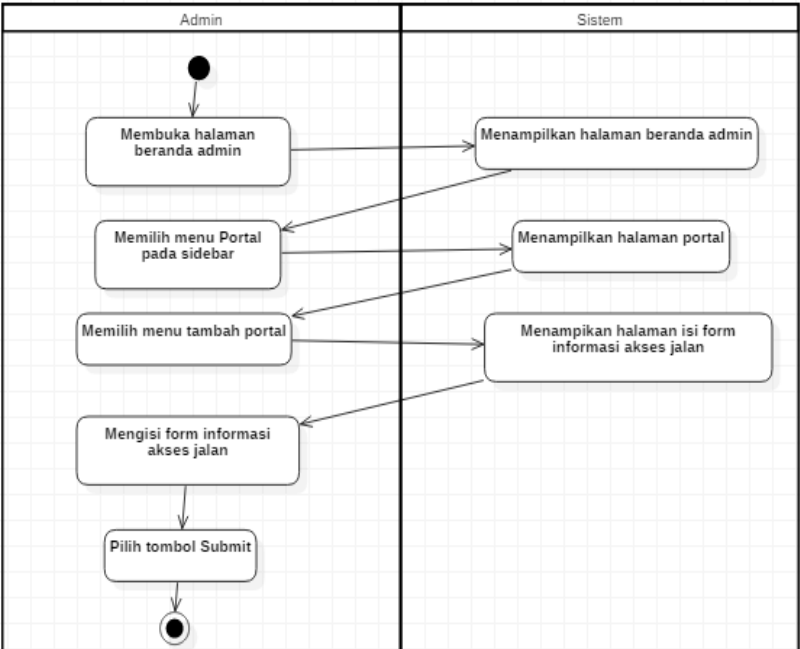 Admin
Sistem
Membuka halaman
beranda admin
Menampilkan halaman beranda admin
Memilih menu Portal
pada sidebar
Menampilkan halaman portal
Memilih menu tambah portal
Menampikan halaman isi form
informasi akses jalan
Mengisi form informasi
akses jalan
Pilih tombol Submit